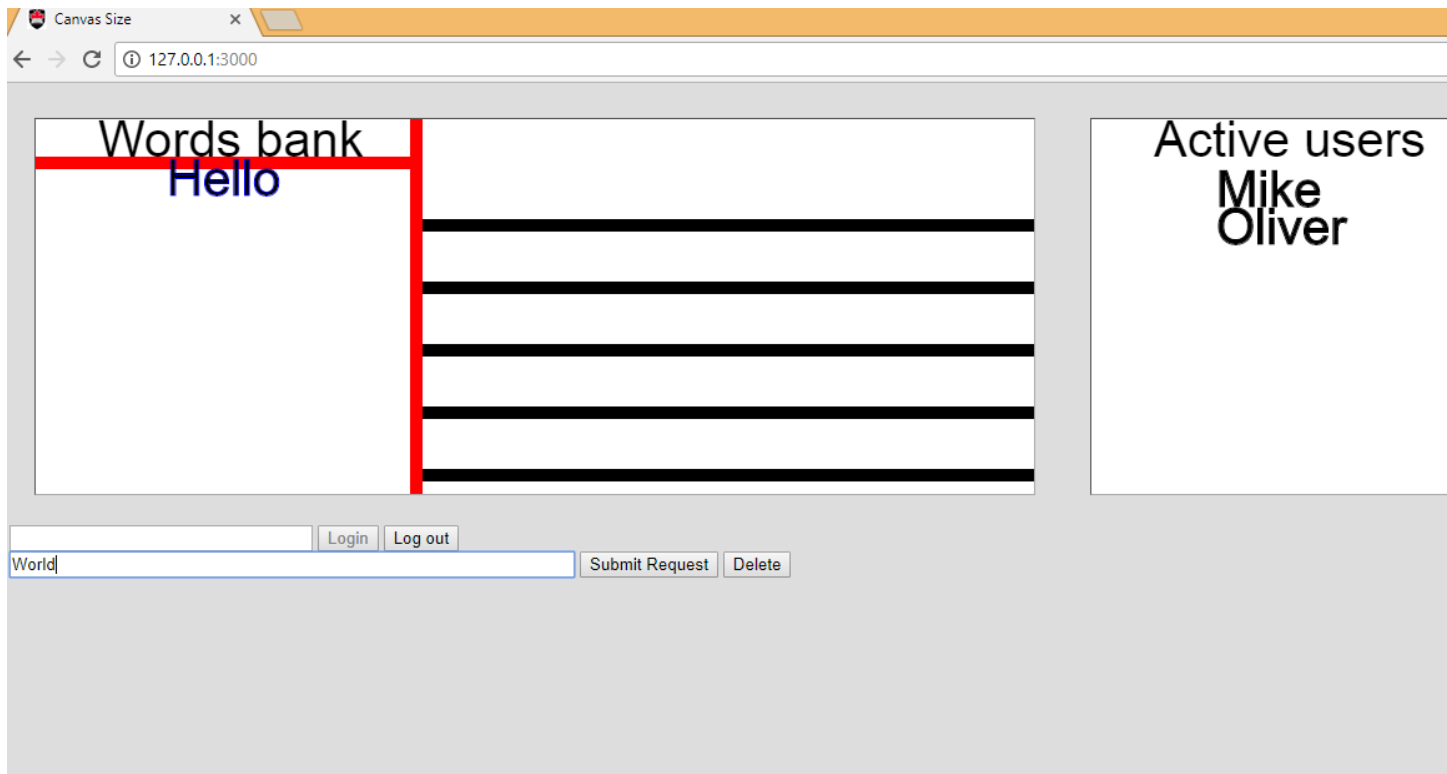 Canvas Size
127.0.0.1:3000
Words bank
Hello
Active users
Mike
Oliver
Login Log out
World Submit Request Delete